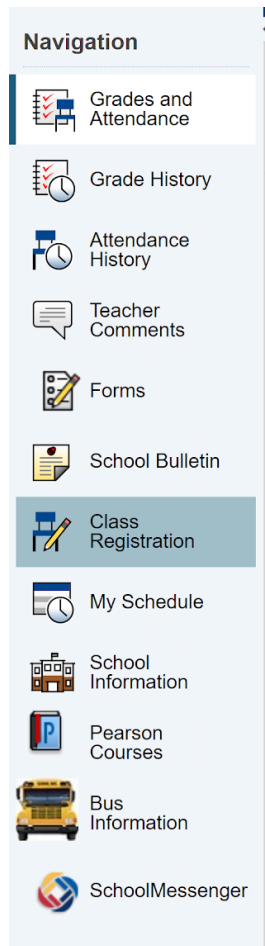 Navigation
Grades and
Attendance
Grade History
Attendance
History
Teacher
Comments
Forms
School Bulletin
Class
Registration
My Schedule
School
Information
P
Pearson
Courses
Bus
Information
SchoolMessenger